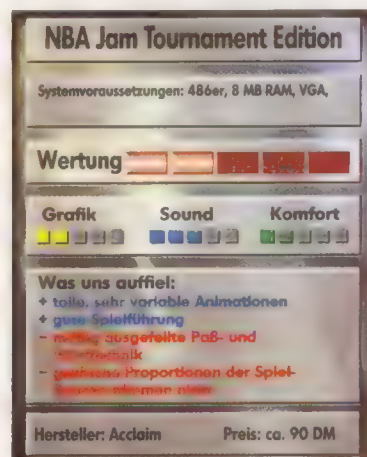 NBA Jam Tournament Edition
Systemvoraussetzungen: 486er, 8 MB RAM, VGA,
Wertung
Grafik Sound Komfort
Was uns auffiel:
+ tolle, sehr variable Animationen
+ gute Spielführung
- ausgefeilte Paß- und
- Proportionen der Spiel-
Hersteller: Acclaim Preis: ca. 90 DM